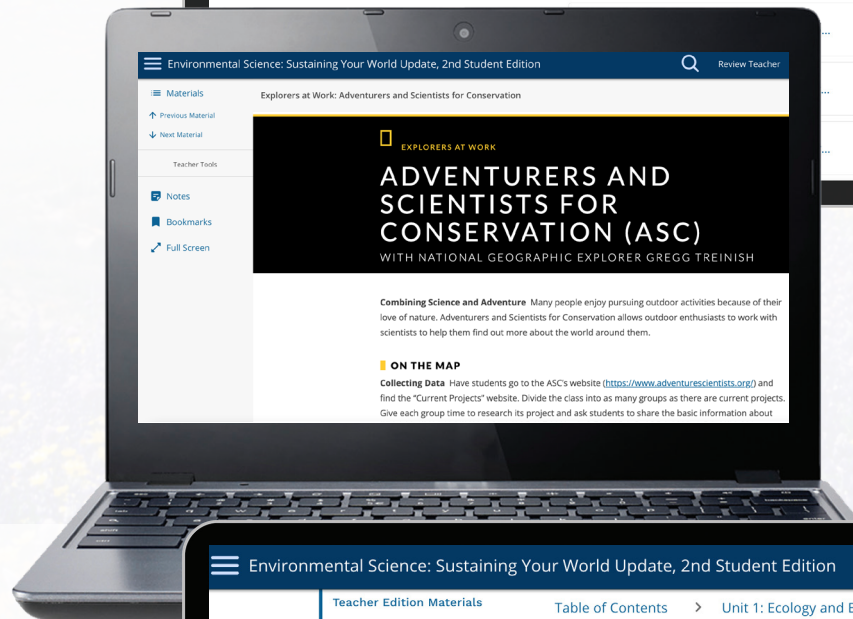 Environmental Science: Sustaining Your World Update, 2nd Student Edition
Review Teacher
Materials
Previous Material
Next Material
Teacher Tools
Notes
Bookmarks
Full Screen
Explorers at Work: Adventurers and Scientists for Conservation
EXPLORERS AT WORK
ADVENTURERS AND
SCIENTISTS FOR
CONSERVATION (ASC)
WITH NATIONAL GEOGRAPHIC EXPLORER GREGG TREINISH
Combining Science and Adventure Many people enjoy pursuing outdoor activities because of their
love of nature. Adventurers and Scientists for Conservation allows outdoor enthusiasts to work with
scientists to help them find out more about the world around them.
ON THE MAP
Collecting Data Have students go to the ASC's website (https://www.adventurescientists.org/) and
find the "Current Projects" website. Divide the class into as many groups as there are current projects.
Give each group time to research its project and ask students to share the basic information about
Environmental Science: Sustaining Your World Update, 2nd Student Edition
Teacher Edition Materials
Table of Contents > Unit 1: Ecology and E